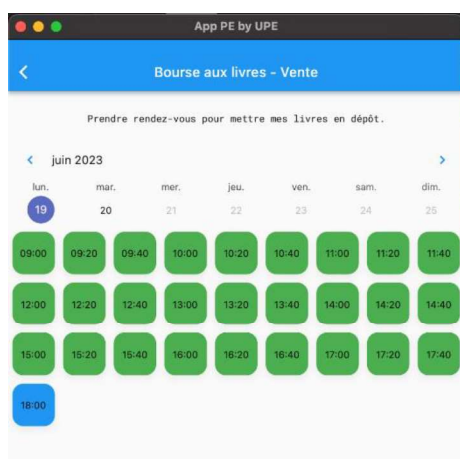 App PE by UPE
Bourse aux livres - Vente
Prendre rendez-vous pour mettre mes livres en dépôt.
juin 2023
lun. mar. mer. jeu. ven. sam. dim.
19 20 21 22 23 24 25
09:00 09:20 09:40 10:00 10:20 10:40 11:00 11:20 11:40
12:00 12:20 12:40 13:00 13:20 13:40 14:00 14:20 14:40
15:00 15:20 15:40 16:00 16:20 16:40 17:00 17:20 17:40
18:00